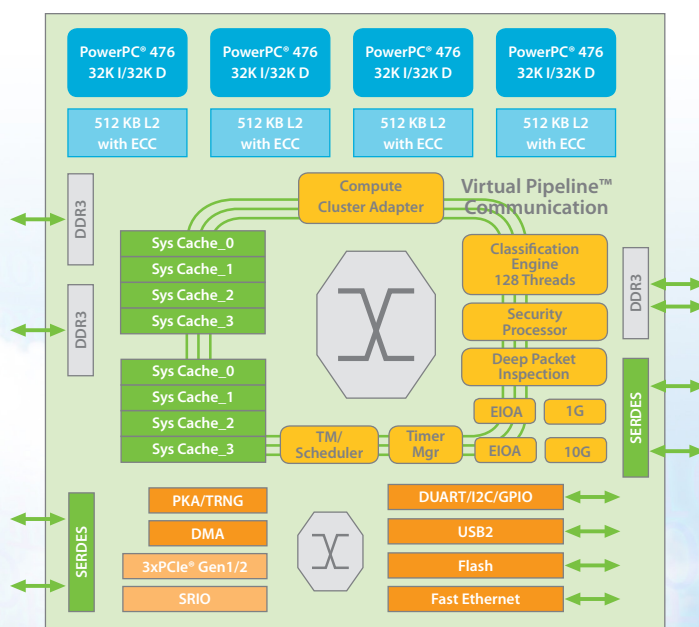 PowerPC® 476
32K I/32K D
PowerPC® 476
32K I/32K D
PowerPC® 476
32K I/32K D
PowerPC® 476
32K I/32K D
512 KB L2
with ECC
512 KB L2
with ECC
512 KB L2
with ECC
512 KB L2
with ECC
Compute
Cluster Adapter
Virtual Pipeline™
Communication
DDR3
DDR3
Sys Cache_0
Sys Cache_1
Sys Cache_2
Sys Cache_3
Sys Cache_0
Sys Cache_1
Sys Cache_2
Sys Cache_3
Classification
Engine
128 Threads
Security
Processor
Deep Packet
Inspection
EIOA
1G
EIOA
10G
TM/
Scheduler
Timer
Mgr
DDR3
SERDES
SERDES
PKA/TRNG
DMA
3xPCIe® Gen1/2
SRIO
DUART/I2C/GPIO
USB2
Flash
Fast Ethernet